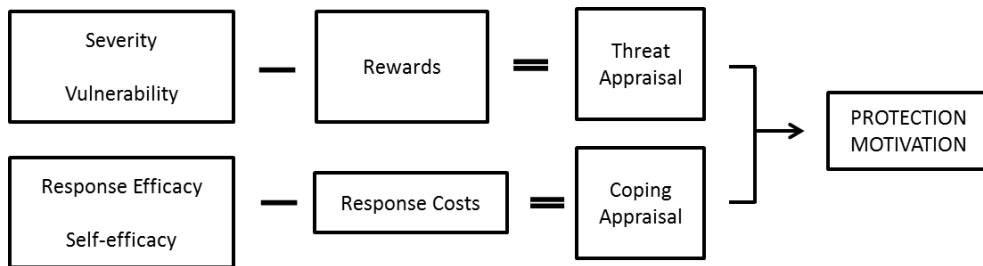 Severity
Vulnerability
Rewards
Threat
Appraisal
PROTECTION
MOTIVATION
Response Efficacy
Self-efficacy
Response Costs
Coping
Appraisal